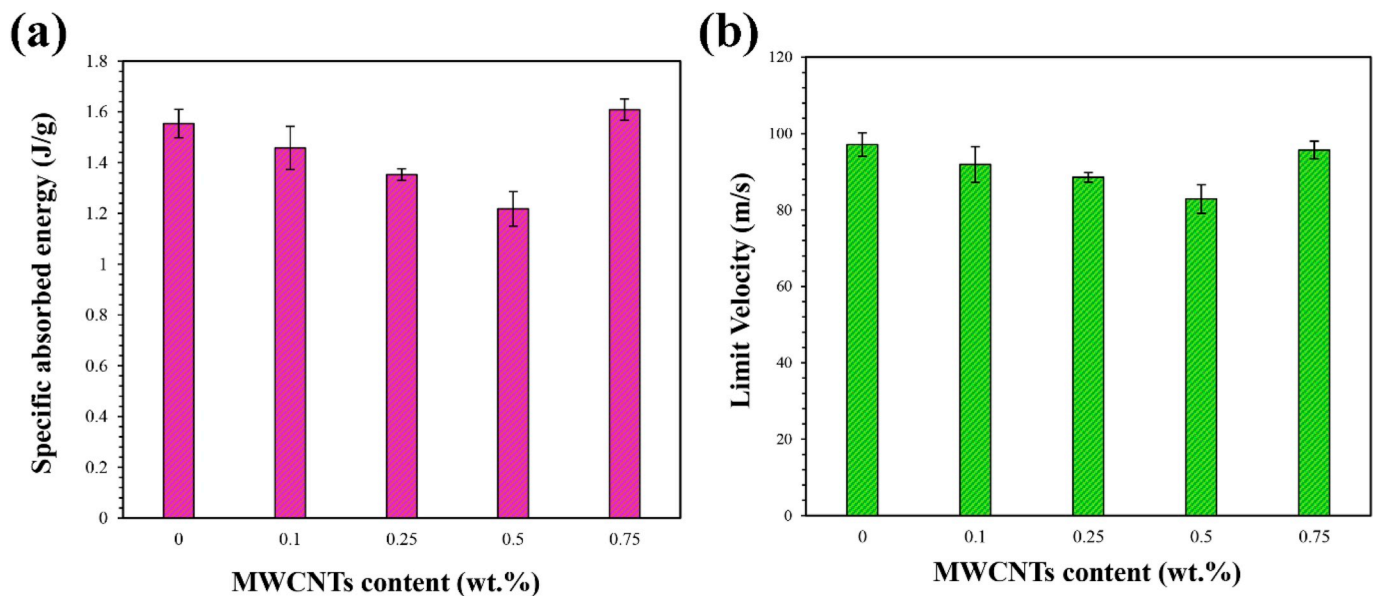 (a)
Specific absorbed energy (J/g)
1.8
1.6
1.4
1.2
1
0.8
0.6
0.4
0.2
0
0 0.1 0.25 0.5 0.75
MWCNTs content (wt.%)
(b)
Limit Velocity (m/s)
120
100
80
60
40
20
0
0 0.1 0.25 0.5 0.75
MWCNTs content (wt.%)